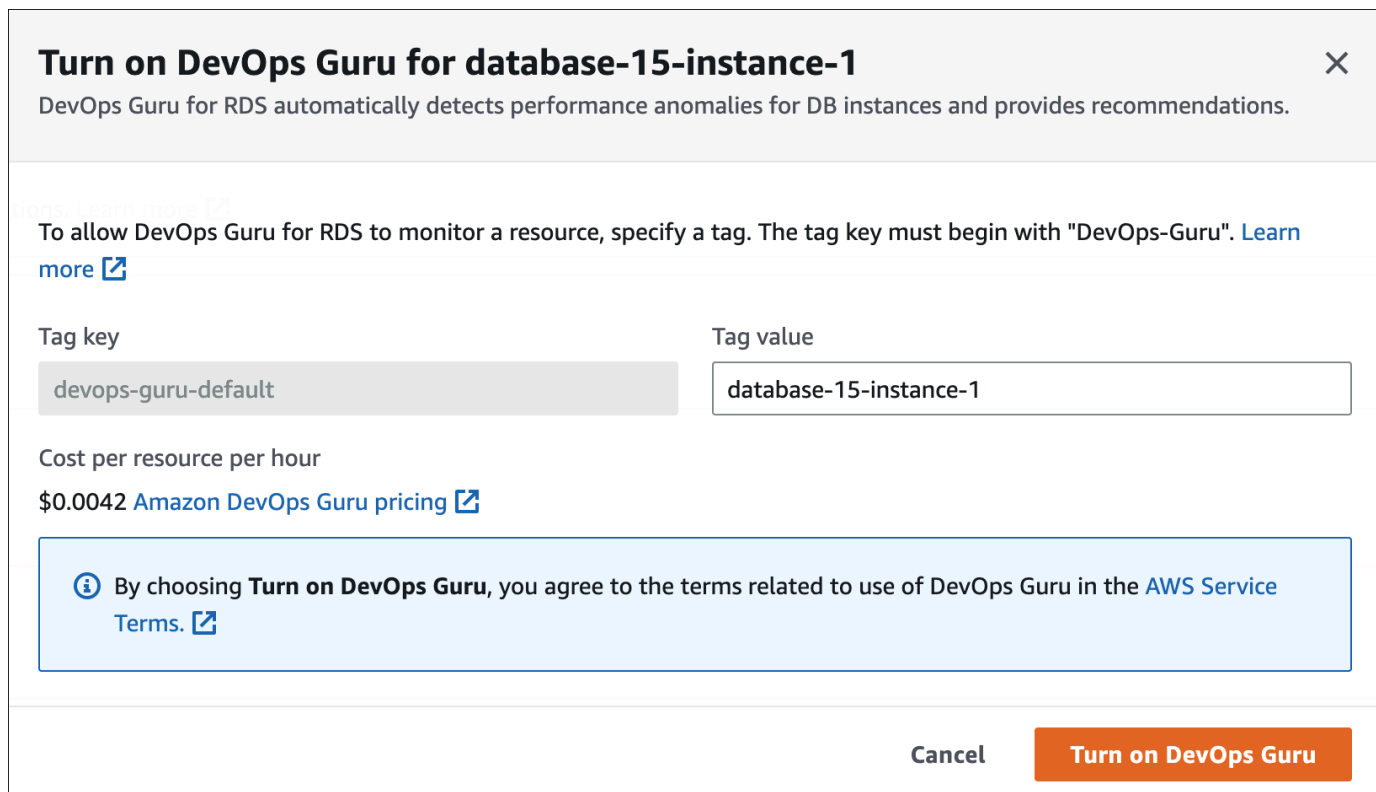 Turn on DevOps Guru for database-15-instance-1
DevOps Guru for RDS automatically detects performance anomalies for DB instances and provides recommendations.
tions. Learn more
To allow DevOps Guru for RDS to monitor a resource, specify a tag. The tag key must begin with "DevOps-Guru". Learn
more
Tag key
Tag value
devops-guru-default
database-15-instance-1
Cost per resource per hour
$0.0042 Amazon DevOps Guru pricing
By choosing Turn on DevOps Guru, you agree to the terms related to use of DevOps Guru in the AWS Service
Terms.
Cancel
Turn on DevOps Guru